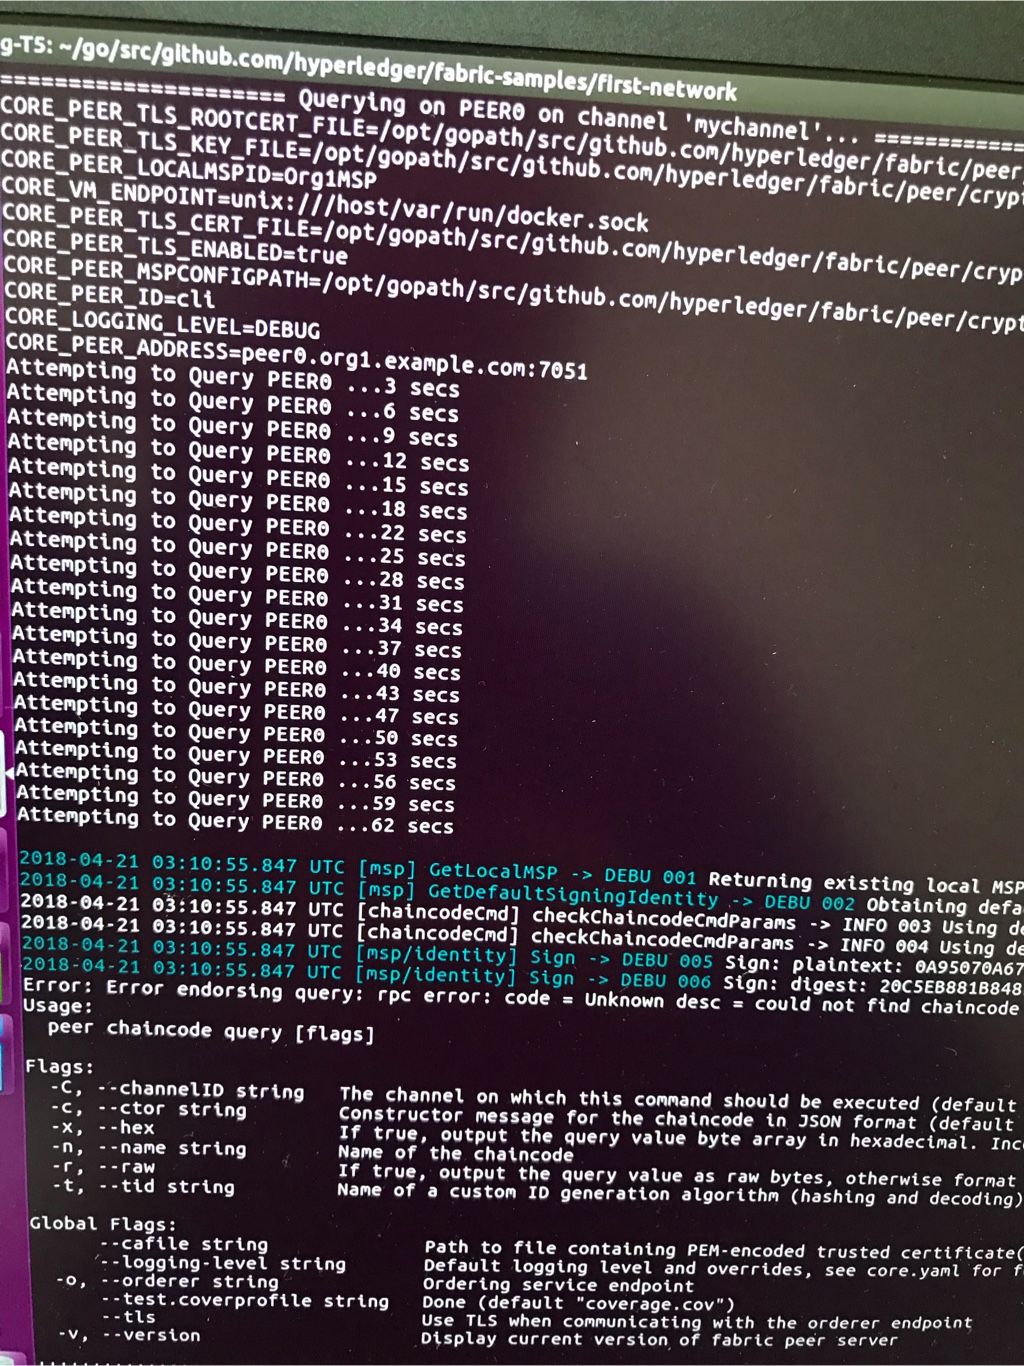 g-T5: ~/go/src/github.com/hyperledger/fabric-samples/first-network
===================== Querying on PEER0 on channel 'mychannel'... ===========
CORE_PEER_TLS_ROOTCERT_FILE=/opt/gopath/src/github.com/hyperledger/fabric/peer
CORE_PEER_TLS_KEY_FILE=/opt/gopath/src/github.com/hyperledger/fabric/peer/crypt
CORE_PEER_LOCALMSPID=Org1MSP
CORE_VM_ENDPOINT=unix:///host/var/run/docker.sock
CORE_PEER_TLS_CERT_FILE=/opt/gopath/src/github.com/hyperledger/fabric/peer/cryp
CORE_PEER_TLS_ENABLED=true
CORE_PEER_MSPCONFIGPATH=/opt/gopath/src/github.com/hyperledger/fabric/peer/crypt
CORE_PEER_ID=cli
CORE_LOGGING_LEVEL=DEBUG
CORE_PEER_ADDRESS=peer0.org1.example.com:7051
Attempting to Query PEER0 ...3 secs
Attempting to Query PEER0 ...6 secs
Attempting to Query PEER0 ...9 secs
Attempting to Query PEER0 ...12 secs
Attempting to Query PEER0 ...15 secs
Attempting to Query PEER0 ...18 secs
Attempting to Query PEER0 ...22 secs
Attempting to Query PEER0 ...25 secs
Attempting to Query PEER0 ...28 secs
Attempting to Query PEER0 ...31 secs
Attempting to Query PEER0 ...34 secs
Attempting to Query PEER0 ...37 secs
Attempting to Query PEER0 ...40 secs
Attempting to Query PEER0 ...43 secs
Attempting to Query PEER0 ...47 secs
Attempting to Query PEER0 ...50 secs
Attempting to Query PEER0 ...53 secs
Attempting to Query PEER0 ...56 secs
Attempting to Query PEER0 ...59 secs
Attempting to Query PEER0 ...62 secs
2018-04-21 03:10:55.847 UTC [msp] GetLocalMSP -> DEBU 001 Returning existing local MSP
2018-04-21 03:10:55.847 UTC [msp] GetDefaultSigningIdentity -> DEBU 002 Obtaining defa
2018-04-21 03:10:55.847 UTC [chaincodeCmd] checkChaincodeCmdParams -> INFO 003 Using de
2018-04-21 03:10:55.847 UTC [chaincodeCmd] checkChaincodeCmdParams -> INFO 004 Using de
2018-04-21 03:10:55.847 UTC [msp/identity] Sign -> DEBU 005 Sign: plaintext: 0A95070A67
2018-04-21 03:10:55.847 UTC [msp/identity] Sign -> DEBU 006 Sign: digest: 20C5EB881B848
Error: Error endorsing query: rpc error: code = Unknown desc = could not find chaincode
Usage:
peer chaincode query [flags]
Flags:
-C, --channelID string The channel on which this command should be executed (default
-c, --ctor string Constructor message for the chaincode in JSON format (default
-x, --hex If true, output the query value byte array in hexadecimal. Inc
-n, --name string Name of the chaincode
-r, --raw If true, output the query value as raw bytes, otherwise format
-t, --tid string Name of a custom ID generation algorithm (hashing and decoding)
Global Flags:
--cafile string Path to file containing PEM-encoded trusted certificate(
--logging-level string Default logging level and overrides, see core.yaml for f
-o, --orderer string Ordering service endpoint
--test.coverprofile string Done (default "coverage.cov")
--tls Use TLS when communicating with the orderer endpoint
-v, --version Display current version of fabric peer server